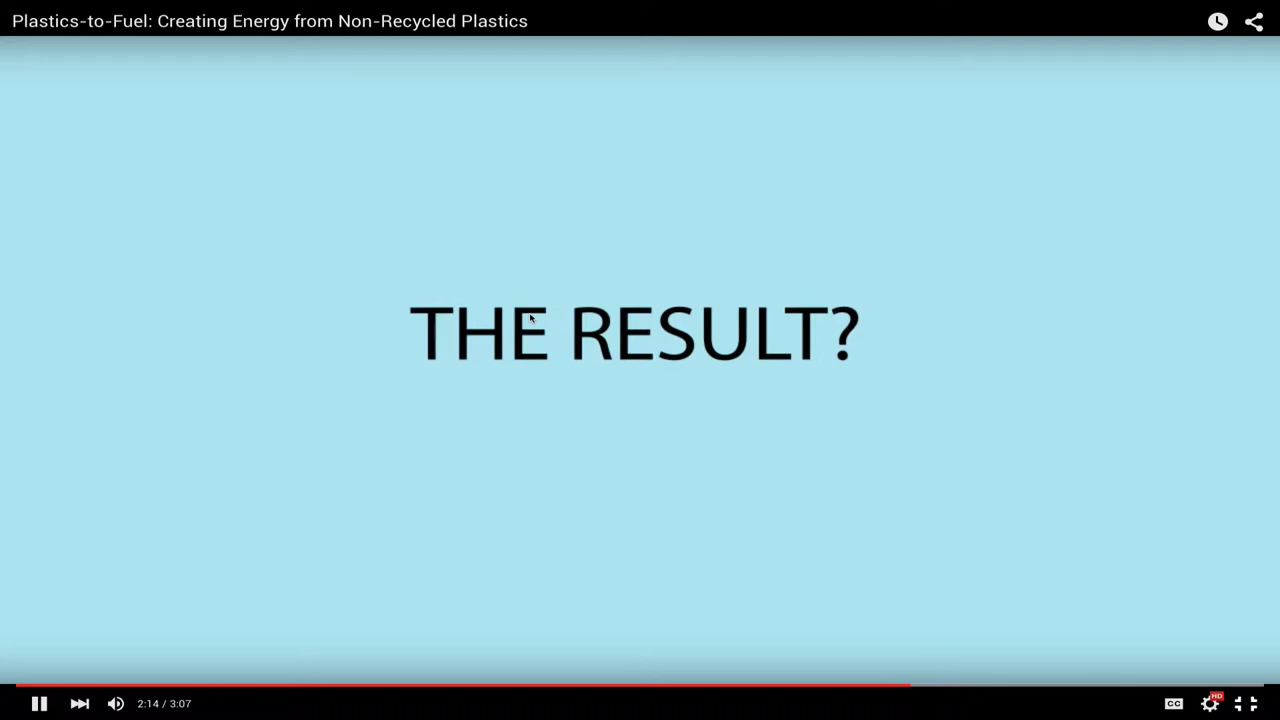 Plastics-to-Fuel: Creating Energy from Non-Recycled Plastics
THE RESULT?
2:14 / 3:07
CC
HD